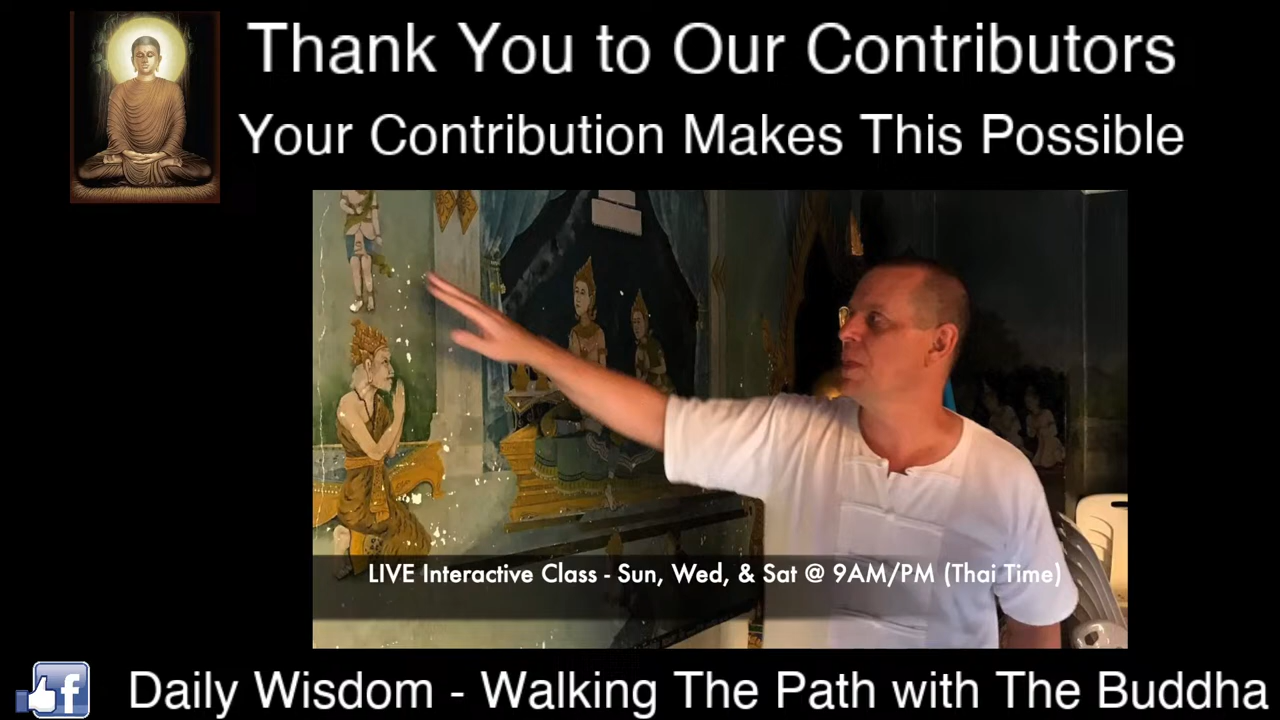 Thank You to Our Contributors
Your Contribution Makes This Possible
LIVE Interactive Class - Sun, Wed, & Sat @ 9AM/PM (Thai Time)
Daily Wisdom - Walking The Path with The Buddha